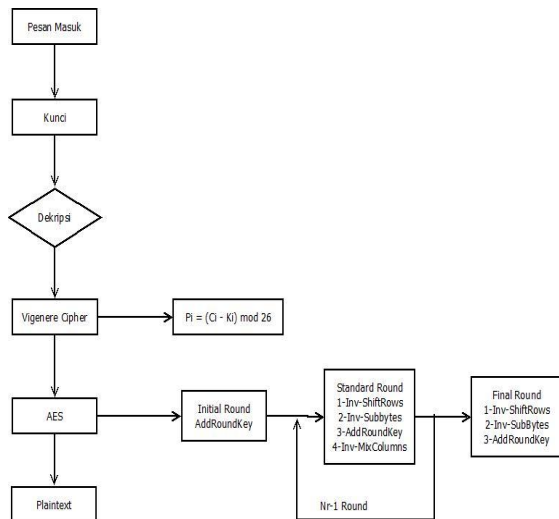 Pesan Masuk
Kunci
Dekripsi
Vigenere Cipher
Pi = (Ci - Ki) mod 26
AES
Initial Round
AddRoundKey
Standard Round
1-Inv-ShiftRows
2-Inv-Subbytes
3-AddRoundKey
4-Inv-MixColumns
Final Round
1-Inv-ShiftRows
2-Inv-SubBytes
3-AddRoundKey
Nr-1 Round
Plaintext